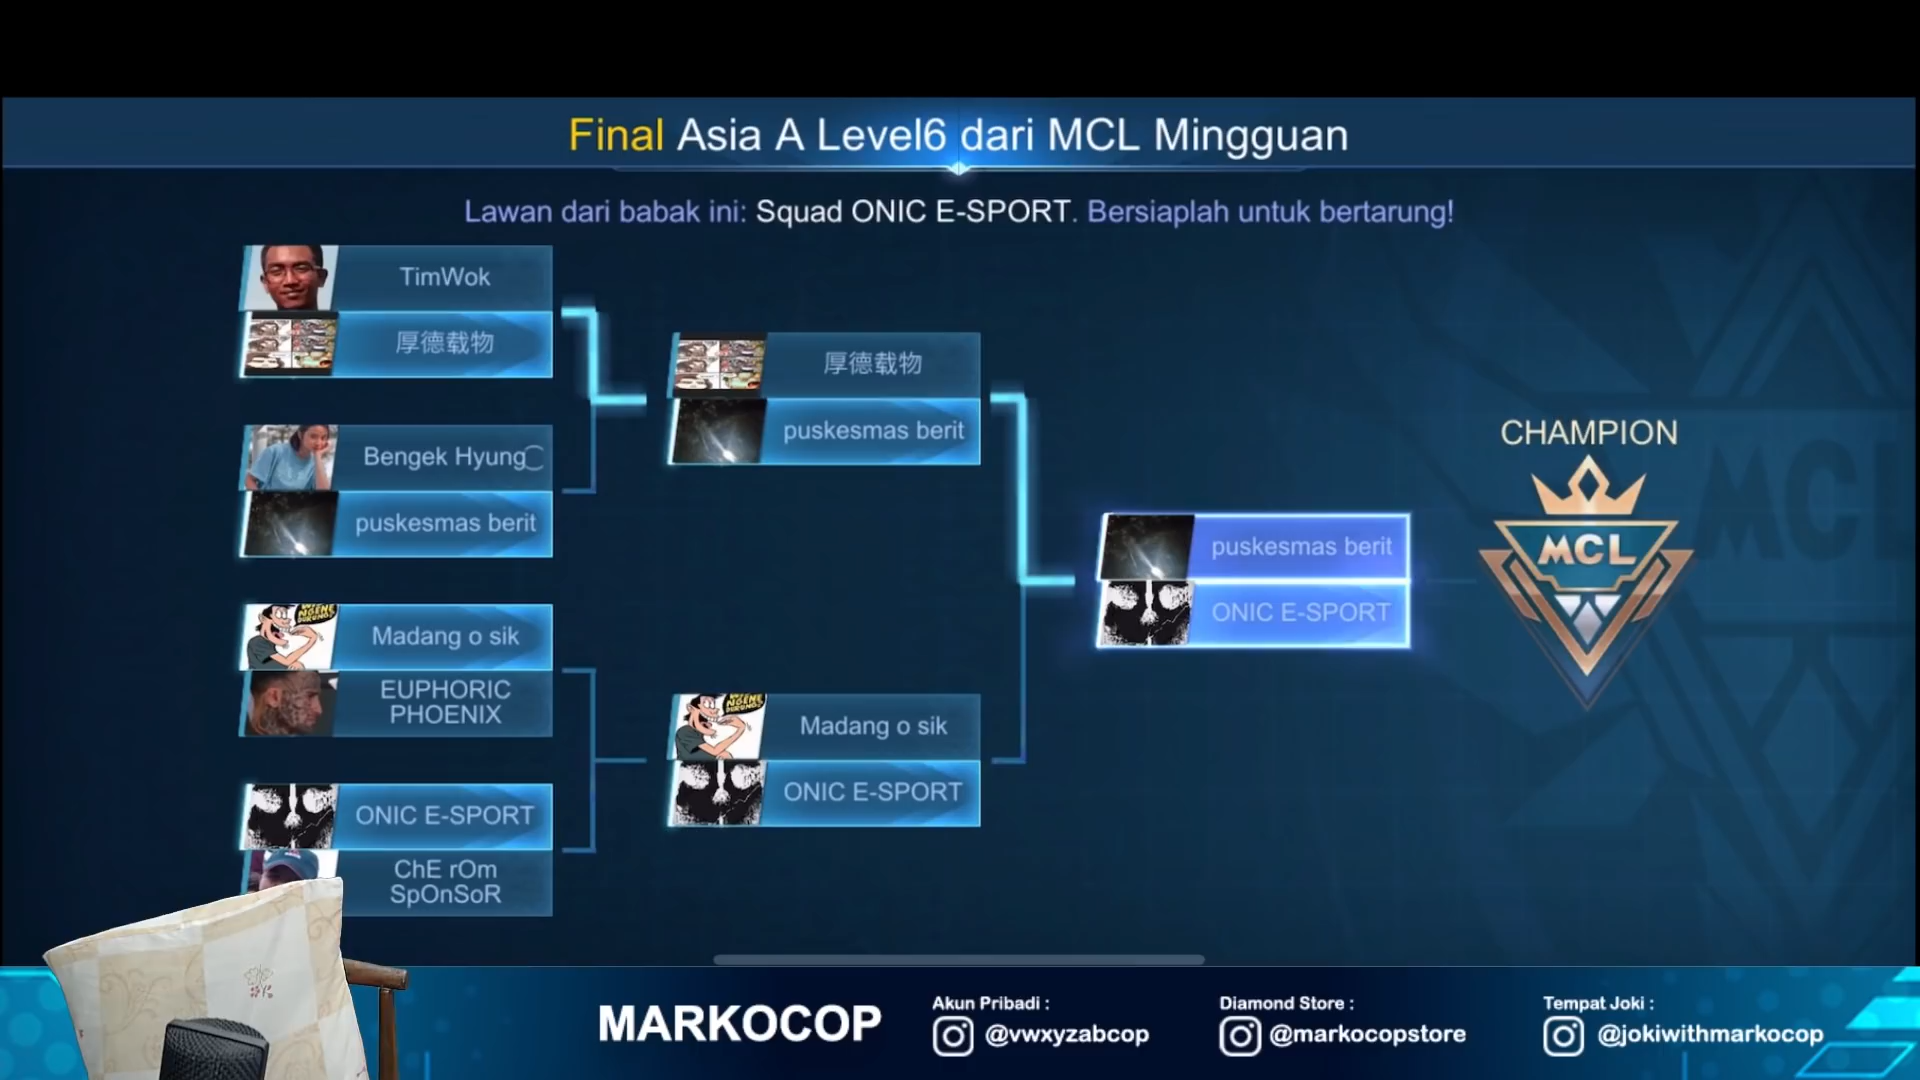 Final Asia A Level6 dari MCL Mingguan
Lawan dari babak ini: Squad ONIC E-SPORT. Bersiaplah untuk bertarung!
TimWok
厚德载物
Bengek Hyung
puskesmas berit
Madang o sik
EUPHORIC
PHOENIX
ONIC E-SPORT
ChE rOm
SpOnSoR
厚德载物
puskesmas berit
Madang o sik
ONIC E-SPORT
puskesmas berit
ONIC E-SPORT
CHAMPION
MCL
MCL
MARKOCOP
Akun Pribadi :
@vwxyzabcop
Diamond Store :
@markocopstore
Tempat Joki :
@jokiwithmarkocop